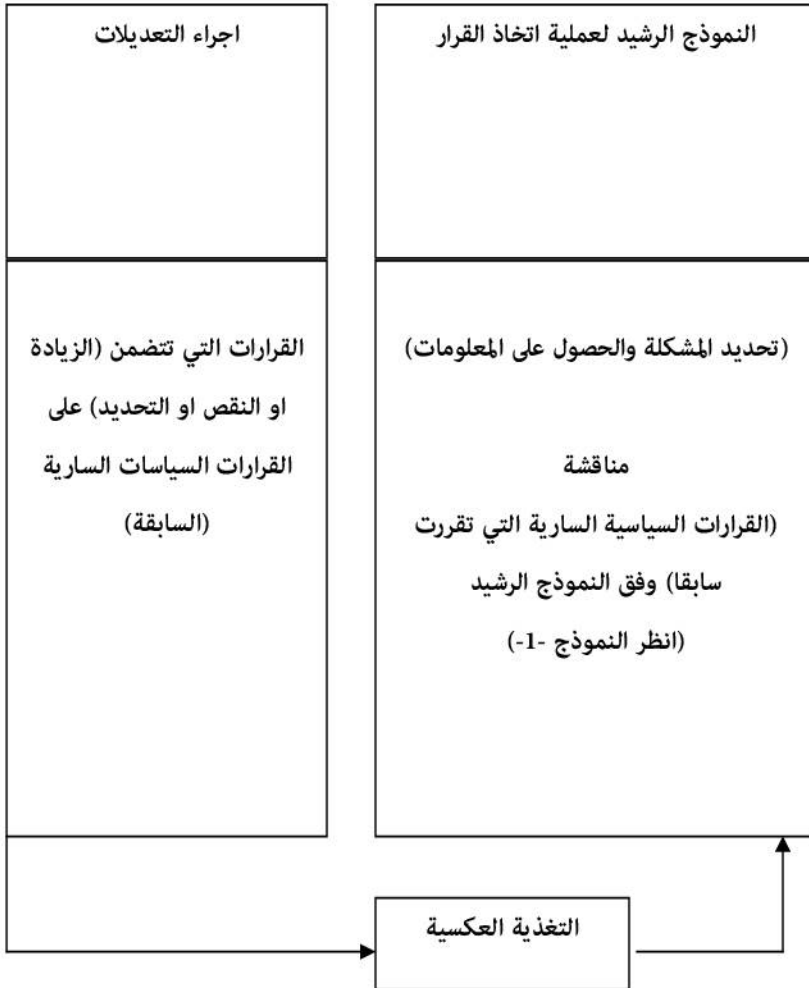 النموذج الرشيد لعملية اتخاذ القرار
(تحديد المشكلة والحصول على المعلومات)
مناقشة
(القرارات السياسية السارية التي تقررت
سابقا) وفق النموذج الرشيد
(انظر النموذج -1-)
اجراء التعديلات
القرارات التي تتضمن (الزيادة
او النقص او التحديد) على
القرارات السياسات السارية
(السابقة)
التغذية العكسية